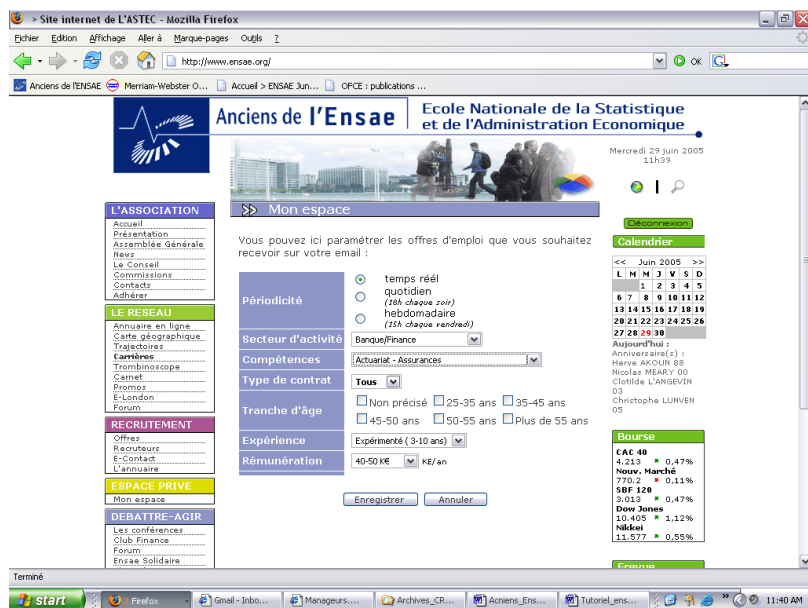 > Site internet de L'ASTEC - Mozilla Firefox
Fichier Edition Affichage Aller à Marque-pages Outils ?
http://www.ensae.org/
OK
Anciens de l'ENSAE Merriam-Webster O... Accueil > ENSAE Jun... OFCE : publications ...
Anciens de l'Ensae
Ecole Nationale de la Statistique
et de l'Administration Economique
Mercredi 29 juin 2005
11h39
L'ASSOCIATION
Accueil
Présentation
Assemblée Générale
News
Le Conseil
Commissions
Contacts
Adhérer
LE RESEAU
Annuaire en ligne
Carte géographique
Trajectoires
Carrières
Trombinoscope
Carnet
Promos
E-London
Forum
RECRUTEMENT
Offres
Recruteurs
E-Contact
L'annuaire
ESPACE PRIVE
Mon espace
DEBATTRE-AGIR
Les conférences
Club Finance
Forum
Ensae Solidaire
Mon espace
Vous pouvez ici paramétrer les offres d'emploi que vous souhaitez
recevoir sur votre email :
Périodicité
temps réél
quotidien
(18h chaque soir)
hebdomadaire
(15h chaque vendredi)
Secteur d'activité Banque/Finance
Compétences Actuariat - Assurances
Type de contrat Tous
Tranche d'âge
Non précisé 25-35 ans 35-45 ans
45-50 ans 50-55 ans Plus de 55 ans
Expérience Expérimenté ( 3-10 ans)
Rémunération 40-50 K€ KE/an
Enregistrer Annuler
Déconnexion
Calendrier
<< Juin 2005 >>
L M M J V S D
1 2 3 4 5
6 7 8 9 10 11 12
13 14 15 16 17 18 19
20 21 22 23 24 25 26
27 28 29 30
Aujourd'hui :
Anniversaire(s) :
Herve AKOUN 88
Nicolas MEARY 00
Clotilde L'ANGEVIN
03
Christophe LUNVEN
05
Bourse
CAC 40
4.213 0,47%
Nouv. Marché
770.2 0,11%
SBF 120
3.013 0,47%
Dow Jones
10.405 1,12%
Nikkei
11.577 0,55%
Terminé
start Firefox Gmail - Inbo... Manageurs.... Archives_CR... Acniens_Ens... Tutoriel_ens... 11:40 AM